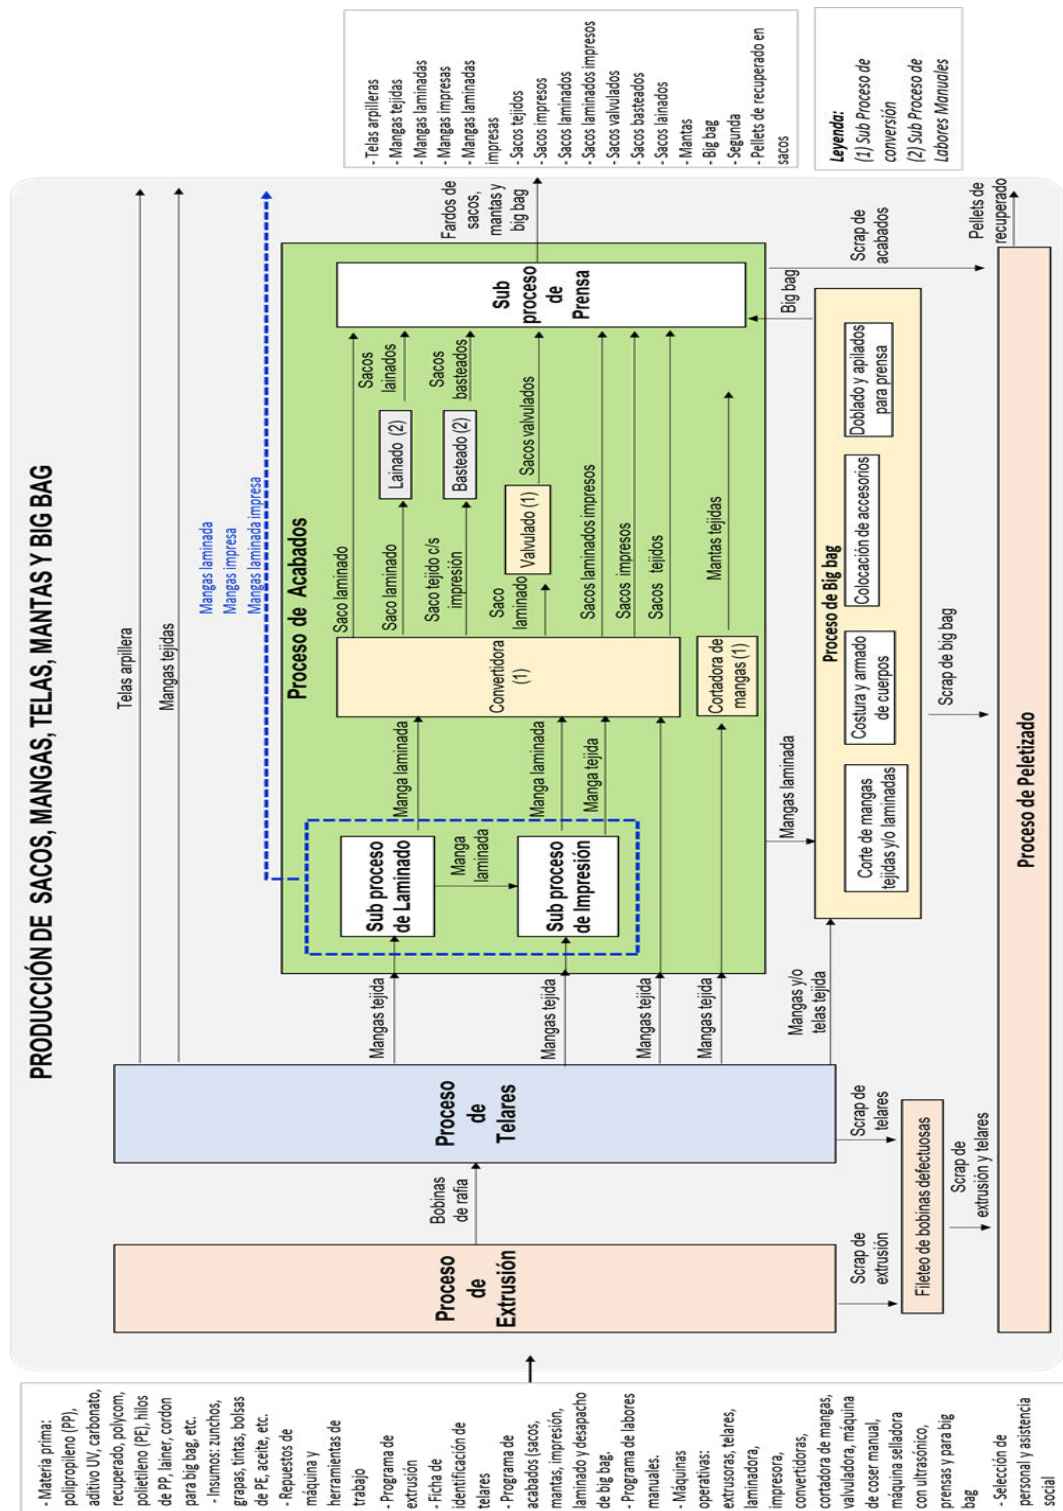 PRODUCCIÓN DE SACOS, MANGAS, TELAS, MANTAS Y BIG BAG
- Materia prima:
polipropileno (PP),
aditivo UV, carbonato,
recuperado, polycom,
polietileno (PE), hilos
de PP, lainer, cordon
para big bag, etc.
- Insumos: zunchos,
grapas, tintas, bolsas
de PE, aceite, etc.
- Repuestos de
máquina y
herramientas de
trabajo
- Programa de
extrusión
- Ficha de
identificación de
telares
- Programa de
acabados (sacos,
mantas, impresión,
laminado y desapacho
de big bag.
- Programa de labores
manuales.
- Máquinas
operativas:
extrusoras, telares,
laminadora,
impresora,
convertidoras,
cortadora de mangas,
valvuladora, máquina
de coser manual,
máquina selladora
con ultrasónico,
prensas y para big
bag
- Selección de
personal y asistencia
social
Proceso
de
Extrusión
Bobinas
de rafia
Proceso
de
Telares
Scrap de
extrusión
Scrap de
telares
Fileteo de bobinas defectuosas
Scrap de
extrusión y telares
Telas arpillera
Mangas tejidas
Mangas laminada
Mangas impresa
Mangas laminada impresa
Mangas tejida
Mangas tejida
Mangas tejida
Mangas tejida
Mangas y/o
telas tejida
Proceso de Acabados
Sub proceso
de Laminado
Manga
laminada
Sub proceso
de Impresión
Manga laminada
Manga laminada
Manga tejida
Convertidora
(1)
Cortadora de
mangas (1)
Saco laminado
Saco laminado
Saco tejido c/s
impresión
Saco
laminado
Lainado (2)
Basteado (2)
Valvulado (1)
Sacos
lainados
Sacos
basteados
Sacos valvulados
Sacos laminados impresos
Sacos impresos
Sacos tejidos
Mantas tejidas
Sub
proceso
de
Prensa
Fardos de
sacos,
mantas y
big bag
Mangas laminada
Big bag
Scrap de
acabados
Proceso de Big bag
Corte de mangas
tejidas y/o laminadas
Costura y armado
de cuerpos
Colocación de accesorios
Doblado y apilados
para prensa
Scrap de big bag
Proceso de Peletizado
Pellets de
recuperado
- Telas arpilleras
- Mangas tejidas
- Mangas laminadas
- Mangas impresas
- Mangas laminadas
impresas
- Sacos tejidos
- Sacos impresos
- Sacos laminados
- Sacos laminados impresos
- Sacos valvulados
- Sacos basteados
- Sacos lainados
- Mantas
- Big bag
- Segunda
- Pellets de recuperado en
sacos
Leyenda:
(1) Sub Proceso de
conversión
(2) Sub Proceso de
Labores Manuales